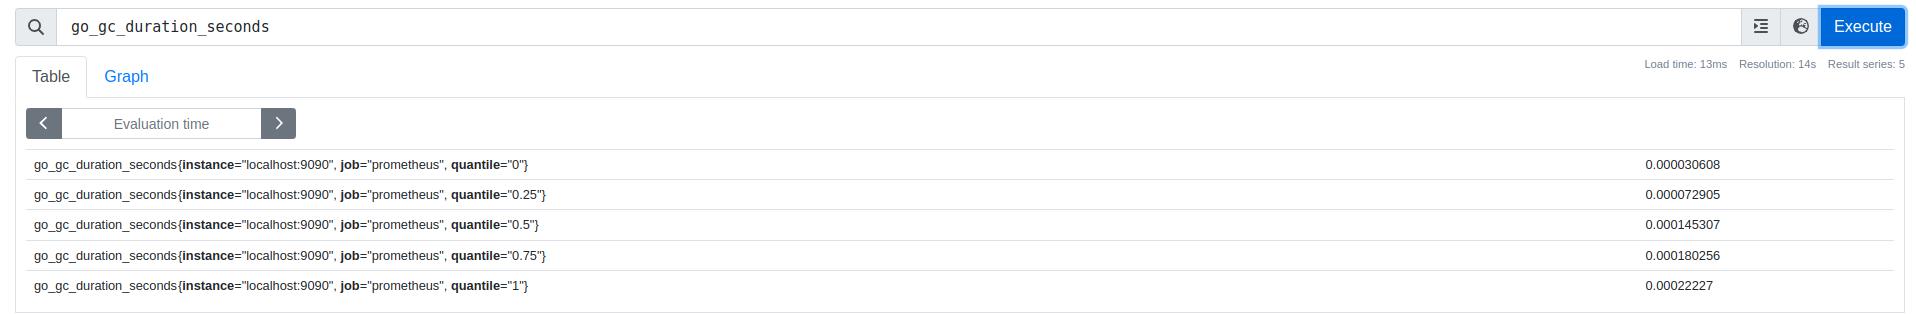 go_gc_duration_seconds Execute
Table Graph Load time: 13ms Resolution: 14s Result series: 5
Evaluation time
go_gc_duration_seconds{instance="localhost:9090", job="prometheus", quantile="0"} 0.000030608
go_gc_duration_seconds{instance="localhost:9090", job="prometheus", quantile="0.25"} 0.000072905
go_gc_duration_seconds{instance="localhost:9090", job="prometheus", quantile="0.5"} 0.000145307
go_gc_duration_seconds{instance="localhost:9090", job="prometheus", quantile="0.75"} 0.000180256
go_gc_duration_seconds{instance="localhost:9090", job="prometheus", quantile="1"} 0.00022227